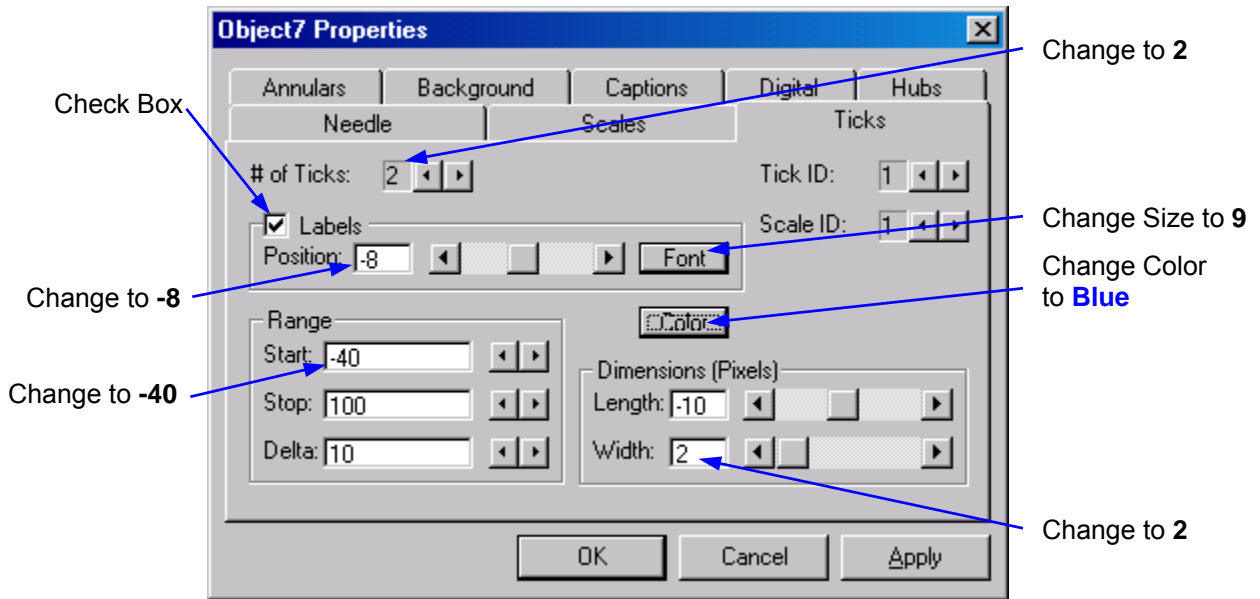 Object7 Properties
Change to 2
Annulars Background Captions Digital Hubs
Check Box
Needle Scales Ticks
# of Ticks: 2 Tick ID: 1
Labels Scale ID: 1
Change Size to 9
Position: -8 Font
Change Color
to Blue
Change to -8
Range Color...
Start: -40
Dimensions (Pixels)
Change to -40
Stop: 100 Length: -10
Delta: 10 Width: 2
Change to 2
OK Cancel Apply